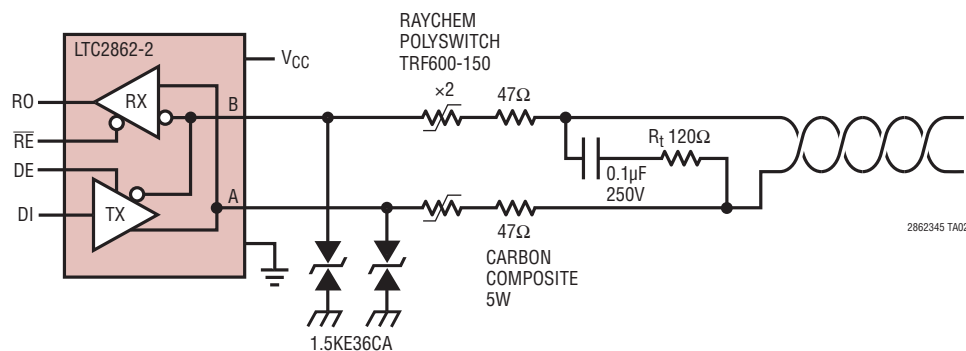 LTC2862-2
VCC
RO
RX
RE
DE
DI
TX
B
A
RAYCHEM
POLYSWITCH
TRF600-150
×2
47Ω
Rt 120Ω
0.1µF
250V
47Ω
CARBON
COMPOSITE
5W
1.5KE36CA
2862345 TA02